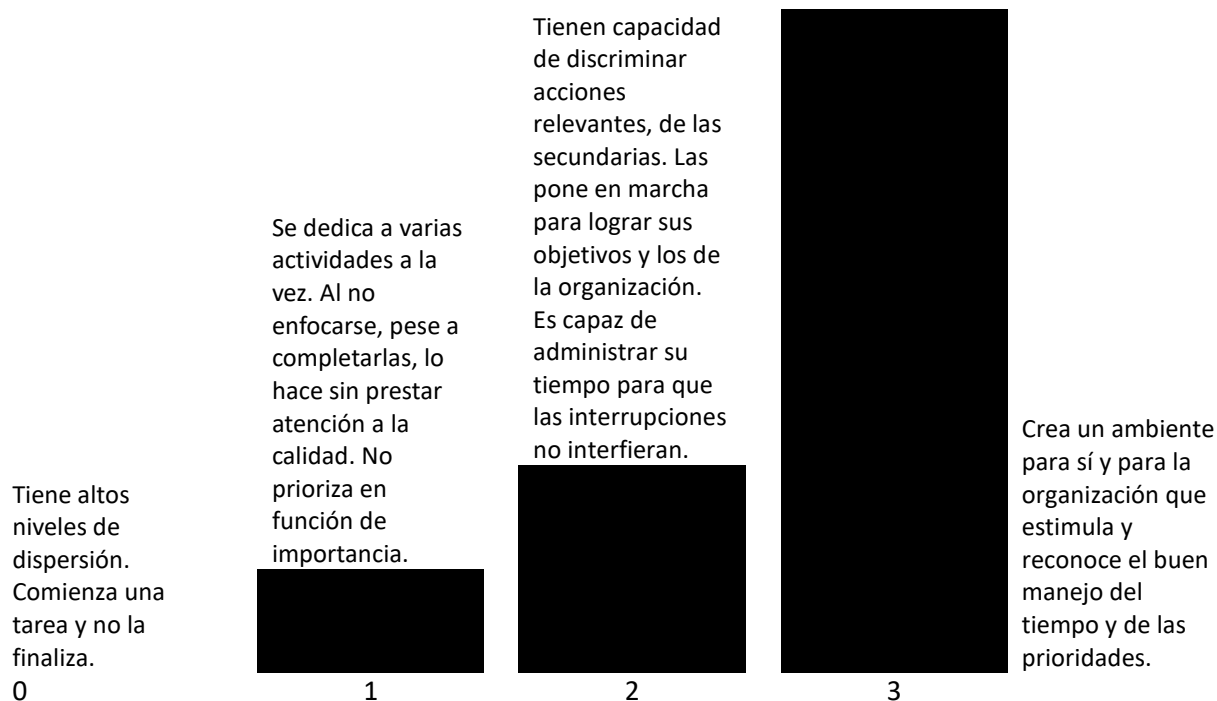 Tiene altos
niveles de
dispersión.
Comienza una
tarea y no la
finaliza.
0
Se dedica a varias
actividades a la
vez. Al no
enfocarse, pese a
completarlas, lo
hace sin prestar
atención a la
calidad. No
prioriza en
función de
importancia.
1
Tienen capacidad
de discriminar
acciones
relevantes, de las
secundarias. Las
pone en marcha
para lograr sus
objetivos y los de
la organización.
Es capaz de
administrar su
tiempo para que
las interrupciones
no interfieran.
2
Crea un ambiente
para sí y para la
organización que
estimula y
reconoce el buen
manejo del
tiempo y de las
prioridades.
3